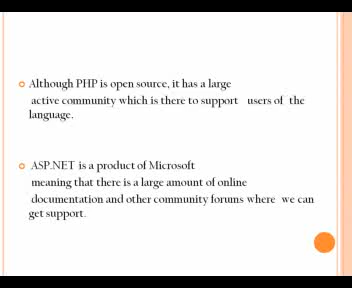 Although PHP is open source, it has a large
active community which is there to support users of the
language.
ASP.NET is a product of Microsoft
meaning that there is a large amount of online
documentation and other community forums where we can
get support.